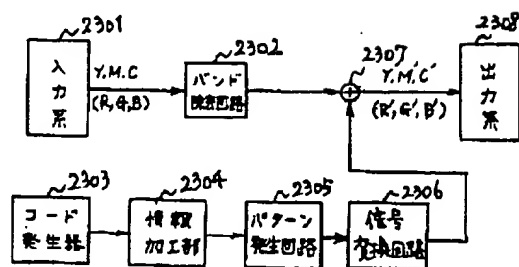 2301
入力系
Y.M.C
(R,G,B)
2302
バンド
除去回路
2307
Y',M',C'
(R',G',B')
2308
出力系
2303
コード
発生器
2304
情報
加工部
2305
パターン
発生回路
2306
信号
変換回路